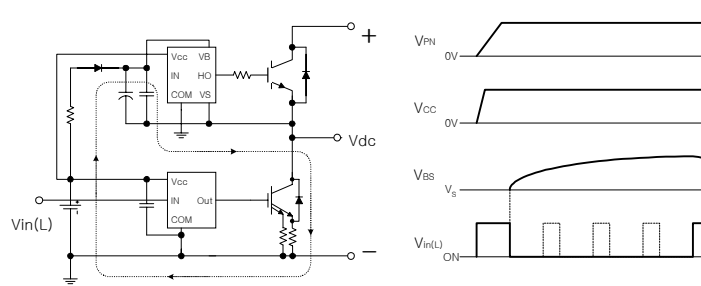 +
Vcc VB
IN HO
COM VS
Vdc
Vcc
IN Out
COM
Vin(L)
+
−
VPN
0V
VCC
0V
VBS
VS
Vin(L)
ON